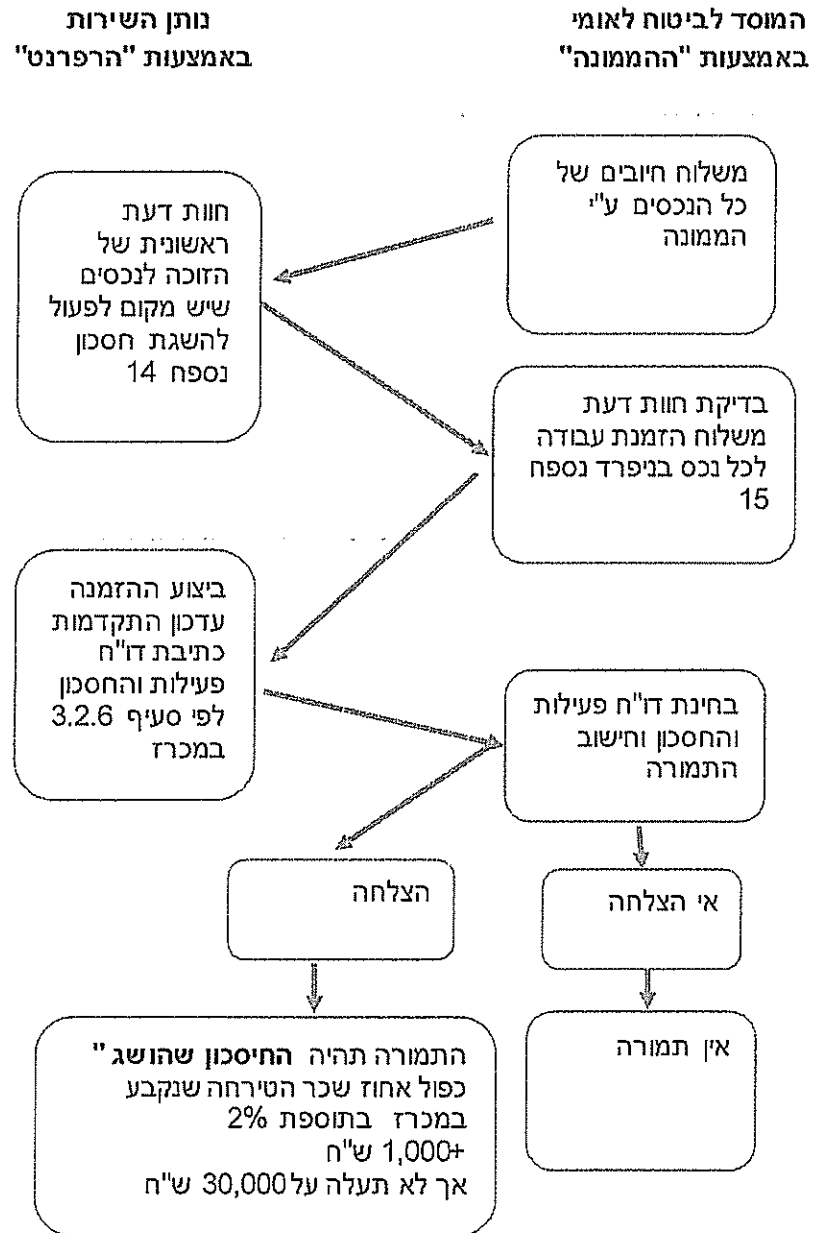 המוסד לביטוח לאומי
באמצעות "ההממונה"
נותן השירות
באמצעות "הרפרנט"
משלוח חיובים של
כל הנכסים ע"י
הממונה
חוות דעת
ראשונית של
הזוכה לנכסים
שיש מקום לפעול
להשגת חסכון
נספח 14
בדיקת חוות דעת
משלוח הזמנת עבודה
לכל נכס בניפרד נספח
15
ביצוע ההזמנה
עדכון התקדמות
כתיבת דו"ח
פעילות והחסכון
לפי סעיף 3.2.6
במכרז
בחינת דו"ח פעילות
והחסכון וחישוב
התמורה
הצלחה
אי הצלחה
התמורה תהיה החיסכון שהושג "
כפול אחוז שכר הטירחה שנקבע
במכרז בתוספת 2%
+1,000 ש"ח
אך לא תעלה על 30,000 ש"ח
אין תמורה